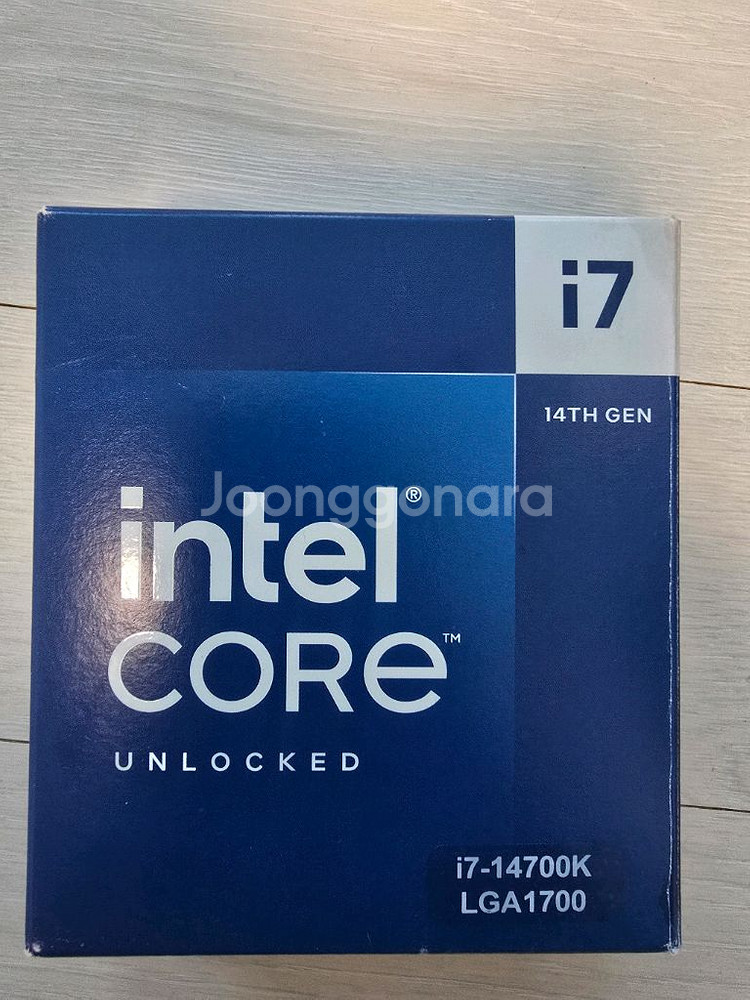 i7
14TH GEN
Joonggonara
intel®
CORE™
UNLOCKED
i7-14700K
LGA1700